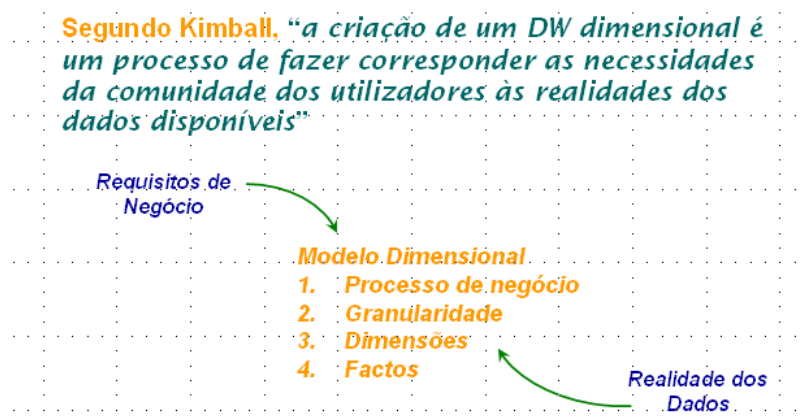 Segundo Kimball, “a criação de um DW dimensional é
um processo de fazer corresponder as necessidades
da comunidade dos utilizadores às realidades dos
dados disponíveis”
Requisitos de
Negócio
Modelo Dimensional
1. Processo de negócio
2. Granularidade
3. Dimensões
4. Factos
Realidade dos
Dados